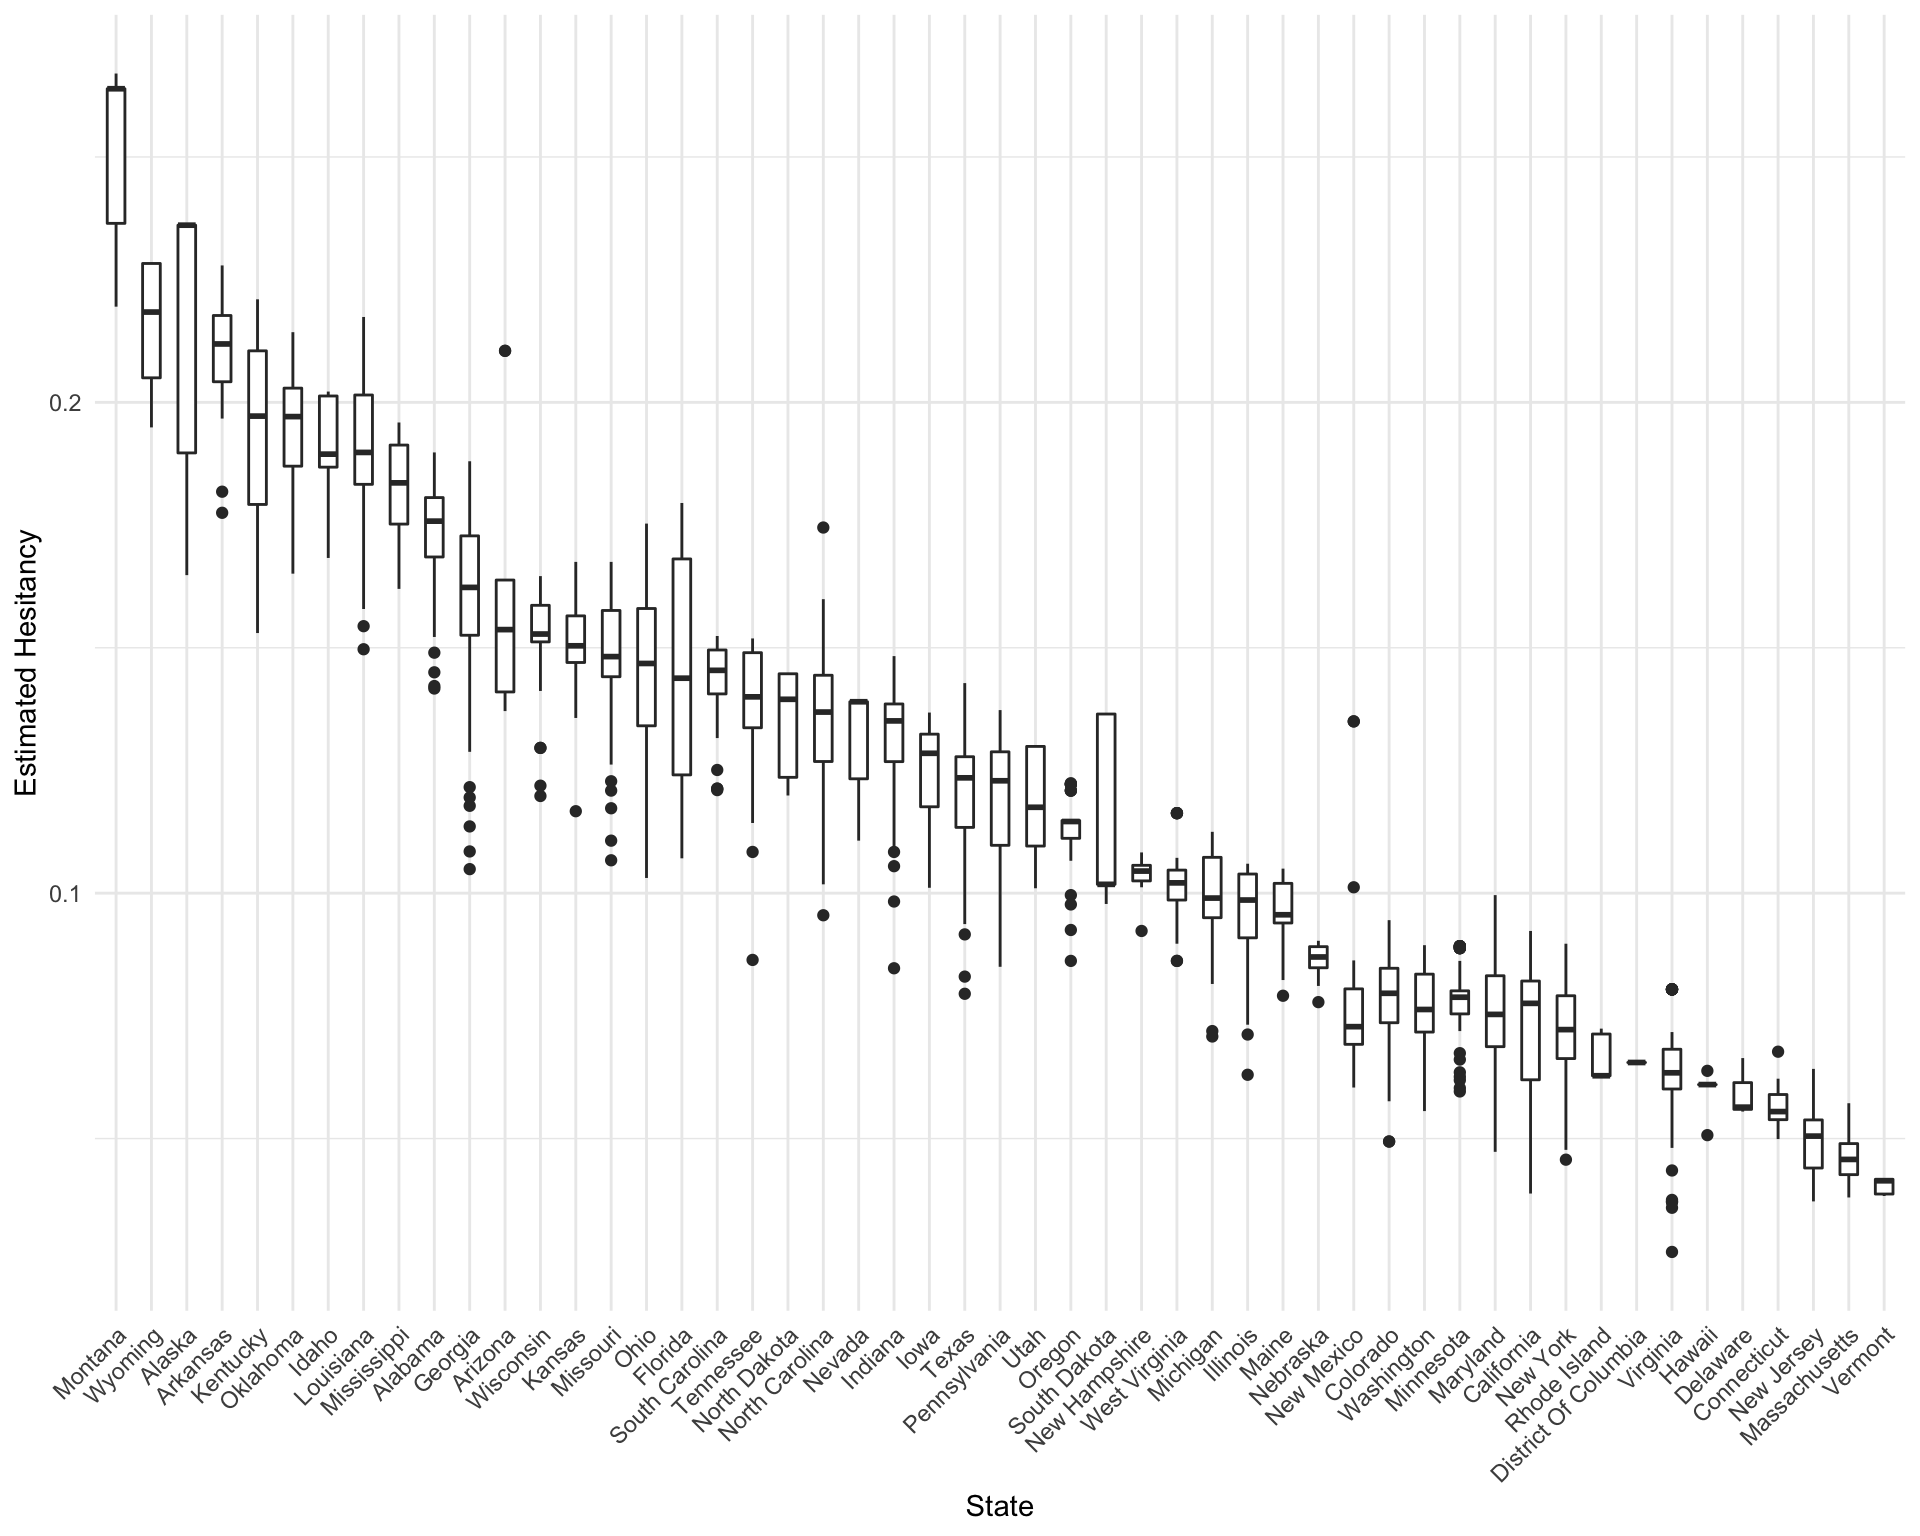 Estimated Hesitancy
0.2
0.1
Montana
Wyoming
Alaska
Arkansas
Kentucky
Oklahoma
Idaho
Louisiana
Mississippi
Alabama
Georgia
Arizona
Wisconsin
Kansas
Missouri
Ohio
Florida
South Carolina
Tennessee
North Dakota
North Carolina
Nevada
Indiana
Iowa
Texas
Pennsylvania
Utah
Oregon
South Dakota
New Hampshire
West Virginia
Michigan
Illinois
Maine
Nebraska
New Mexico
Colorado
Washington
Minnesota
Maryland
California
New York
Rhode Island
District Of Columbia
Virginia
Hawaii
Delaware
Connecticut
New Jersey
Massachusetts
Vermont
State